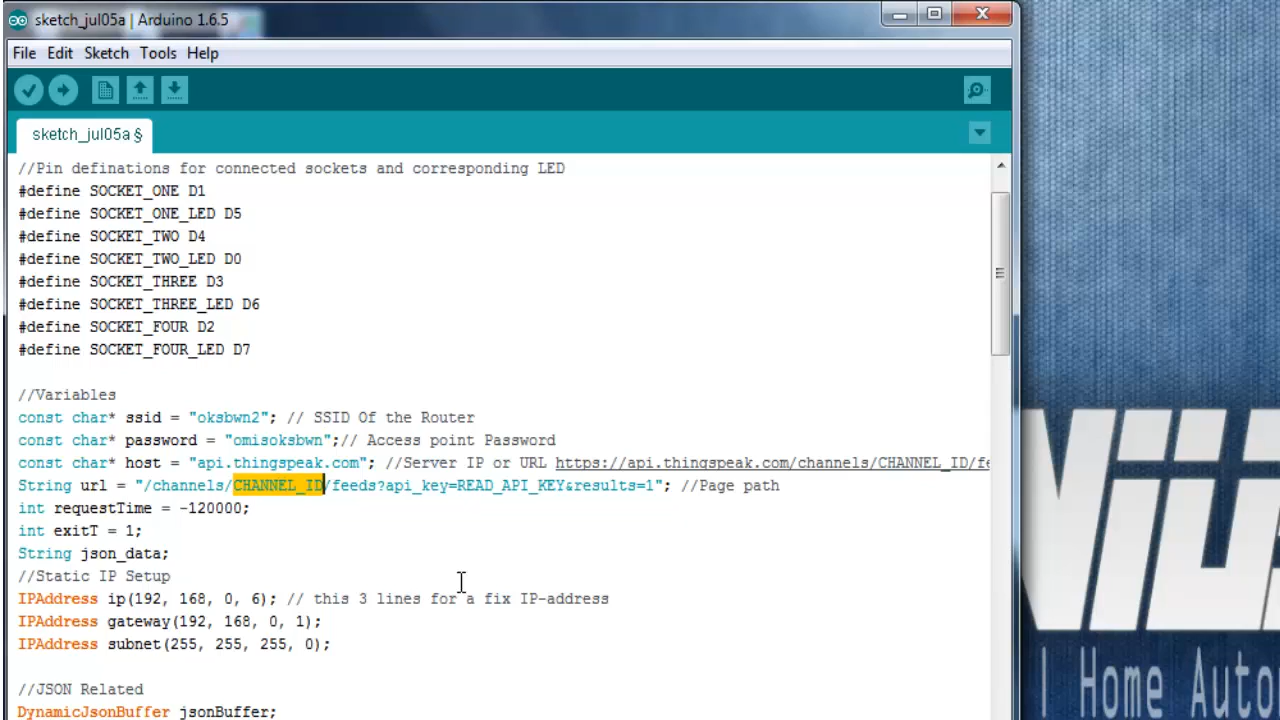 sketch_jul05a | Arduino 1.6.5
File Edit Sketch Tools Help
sketch_jul05a §
//Pin definations for connected sockets and corresponding LED
#define SOCKET_ONE D1
#define SOCKET_ONE_LED D5
#define SOCKET_TWO D4
#define SOCKET_TWO_LED D0
#define SOCKET_THREE D3
#define SOCKET_THREE_LED D6
#define SOCKET_FOUR D2
#define SOCKET_FOUR_LED D7
//Variables
const char* ssid = "oksbwn2"; // SSID Of the Router
const char* password = "omisoksbwn";// Access point Password
const char* host = "api.thingspeak.com"; //Server IP or URL https://api.thingspeak.com/channels/CHANNEL_ID/fe
String url = "/channels/CHANNEL_ID/feeds?api_key=READ_API_KEY&results=1"; //Page path
int requestTime = -120000;
int exitT = 1;
String json_data;
//Static IP Setup
IPAddress ip(192, 168, 0, 6); // this 3 lines for a fix IP-address
IPAddress gateway(192, 168, 0, 1);
IPAddress subnet(255, 255, 255, 0);
//JSON Related
DynamicJsonBuffer jsonBuffer;
Home Auto